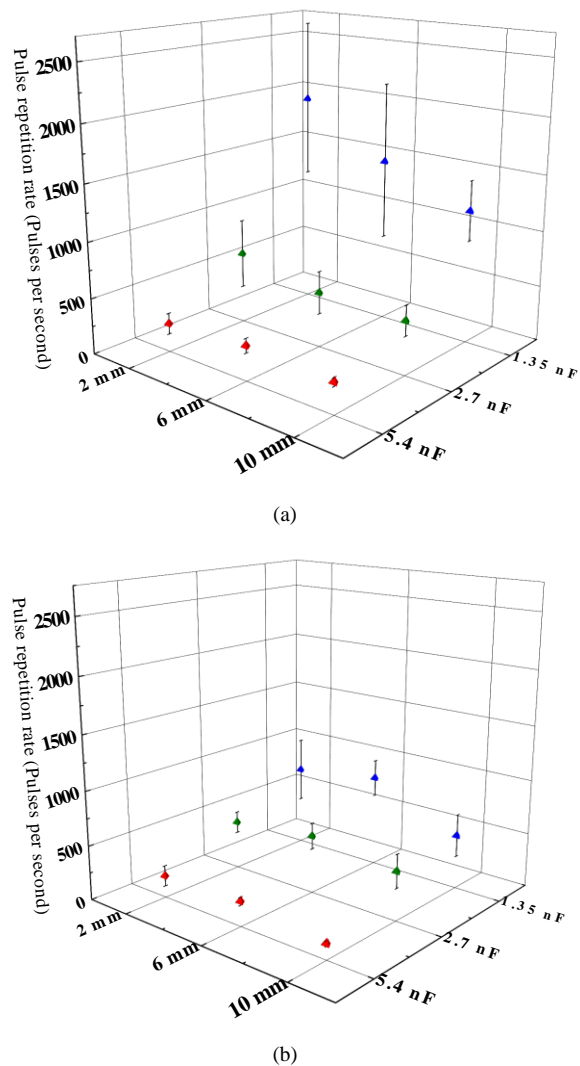 Pulse repetition rate (Pulses per second)
2500
2000
1500
1000
500
0
2 mm
6 mm
10 mm
1.35 nF
2.7 nF
5.4 nF
(a)
Pulse repetition rate (Pulses per second)
2500
2000
1500
1000
500
0
2 mm
6 mm
10 mm
1.35 nF
2.7 nF
5.4 nF
(b)